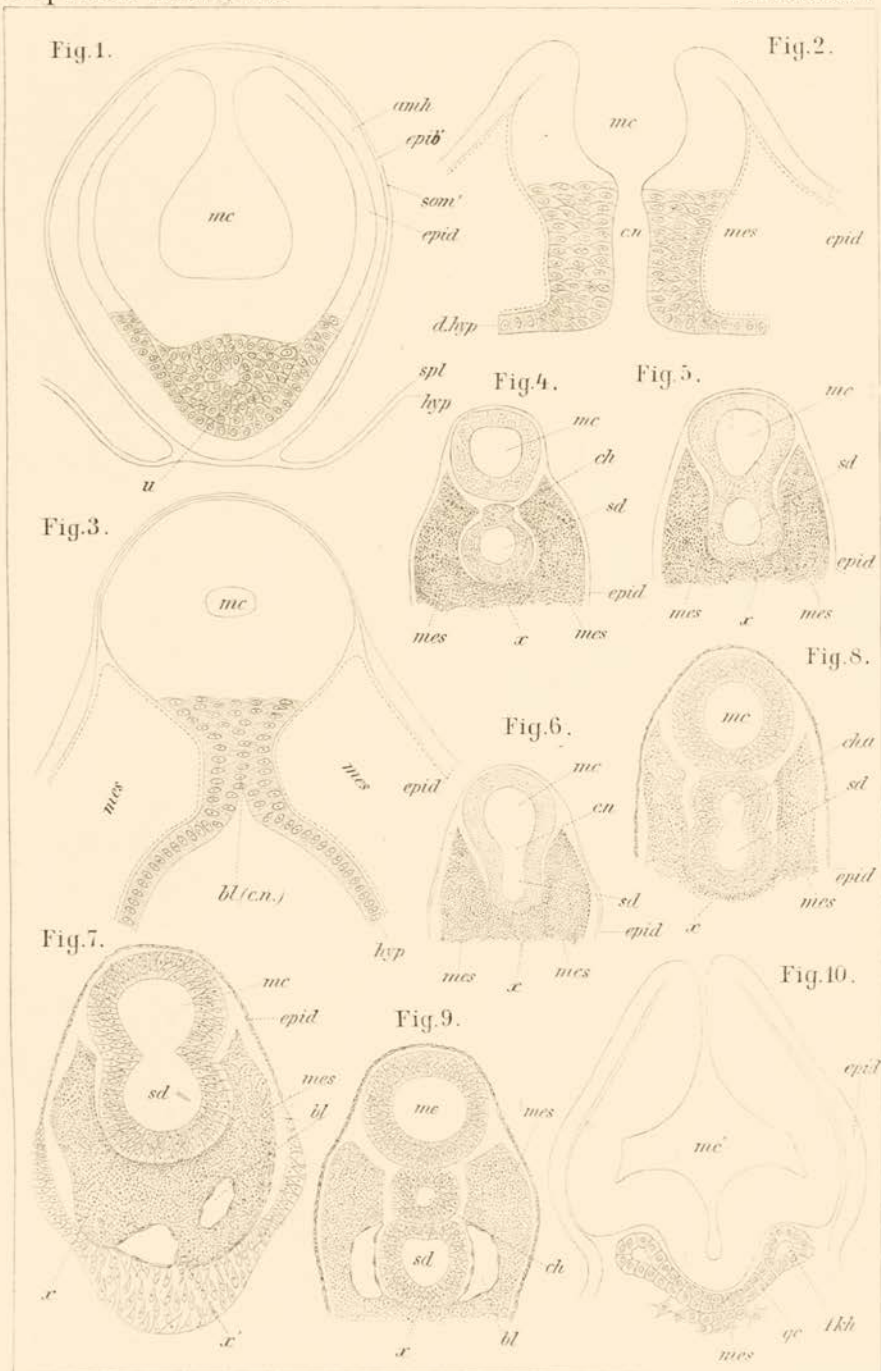 Fig.1.
amh
epib'
som'
mc
epid
spl
hyp
u
Fig.2.
mc
c.n
mes
epid
d.hyp
Fig.3.
mc
mes
mes
epid
bl (c.n.)
hyp
Fig.4.
mc
ch
sd
epid
mes
x
mes
Fig.5.
mc
sd
epid
mes
x
mes
Fig.6.
mc
c.n
sd
epid
mes
x
mes
Fig.7.
mc
epid
sd
mes
bl
x
x'
Fig.8.
mc
ch.a
sd
epid
mes
x
Fig.9.
mc
mes
sd
ch
x
bl
Fig.10.
epid
mc'
mes